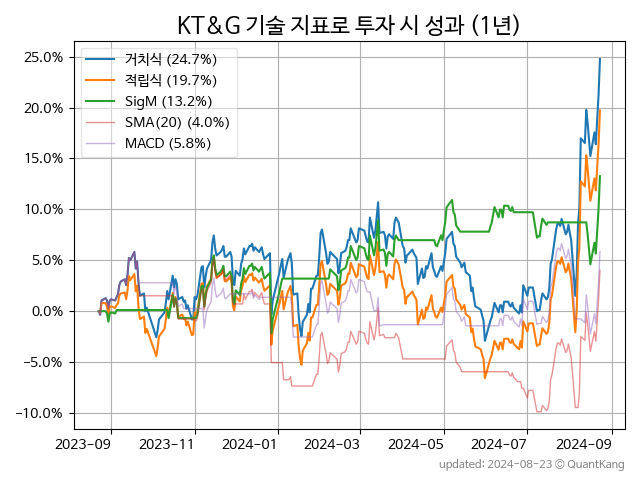 KT&G 기술 지표로 투자 시 성과 (1년)
거치식 (24.7%)
적립식 (19.7%)
SigM (13.2%)
SMA(20) (4.0%)
MACD (5.8%)
25.0%
20.0%
15.0%
10.0%
5.0%
0.0%
−5.0%
−10.0%
2023-09 2023-11 2024-01 2024-03 2024-05 2024-07 2024-09
updated: 2024-08-23 ⓒ QuantKang